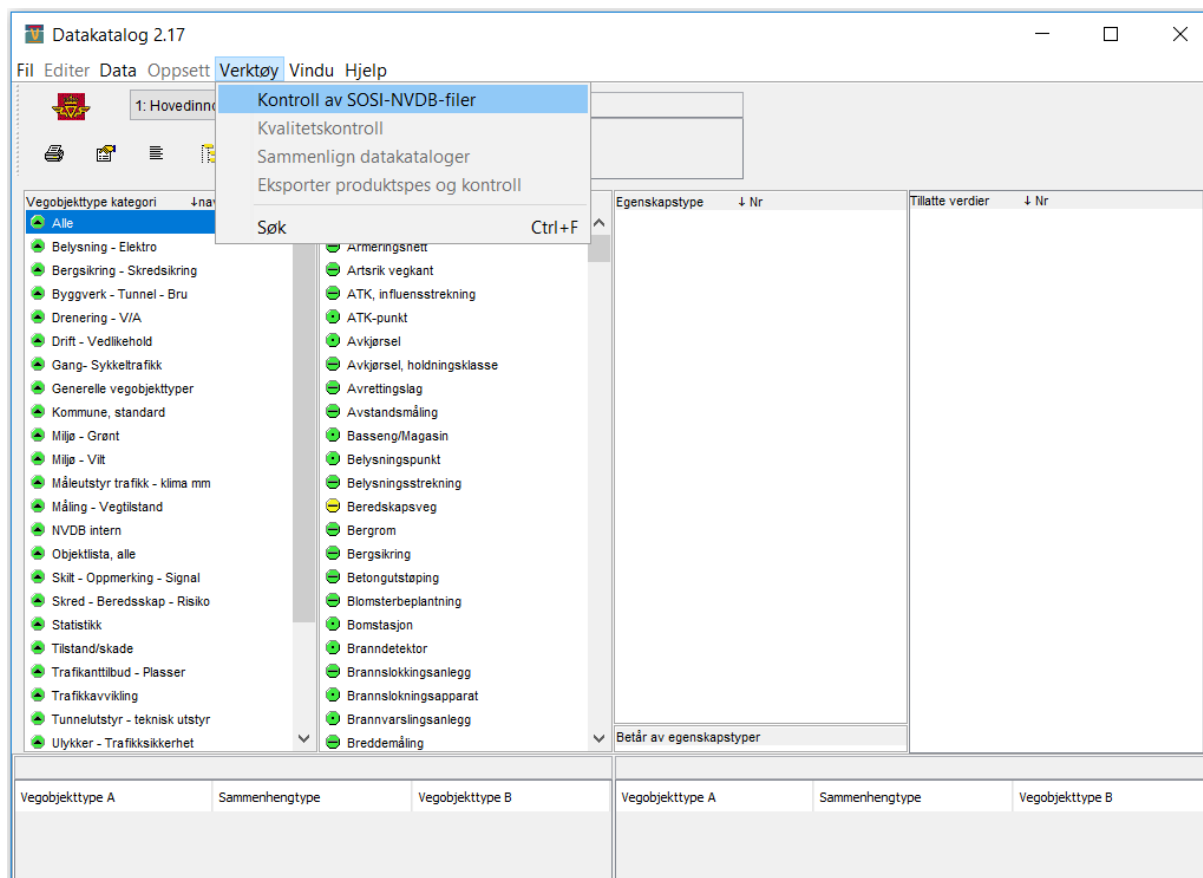 Datakatalog 2.17
Fil Editer Data Oppsett Verktøy Vindu Hjelp
1: Hovedinnc
Kontroll av SOSI-NVDB-filer
Kvalitetskontroll
Sammenlign datakataloger
Eksporter produktspes og kontroll
Søk Ctrl+F
Vegobjekttype kategori ↓nav
Alle
Belysning - Elektro
Bergsikring - Skredsikring
Byggverk - Tunnel - Bru
Drenering - V/A
Drift - Vedlikehold
Gang- Sykkeltrafikk
Generelle vegobjekttyper
Kommune, standard
Miljø - Grønt
Miljø - Vilt
Måleutstyr trafikk - klima mm
Måling - Vegtilstand
NVDB intern
Objektlista, alle
Skilt - Oppmerking - Signal
Skred - Beredsskap - Risiko
Statistikk
Tilstand/skade
Trafikanttilbud - Plasser
Trafikkavvikling
Tunnelutstyr - teknisk utstyr
Ulykker - Trafikksikkerhet
Armeringsnett
Artsrik vegkant
ATK, influensstrekning
ATK-punkt
Avkjørsel
Avkjørsel, holdningsklasse
Avrettingslag
Avstandsmåling
Basseng/Magasin
Belysningspunkt
Belysningsstrekning
Beredskapsveg
Bergrom
Bergsikring
Betongutstøping
Blomsterbeplantning
Bomstasjon
Branndetektor
Brannslokkingsanlegg
Brannslokningsapparat
Brannvarslingsanlegg
Breddemåling
Egenskapstype ↓ Nr
Betår av egenskapstyper
Tillatte verdier ↓ Nr
Vegobjekttype A Sammenhengtype Vegobjekttype B
Vegobjekttype A Sammenhengtype Vegobjekttype B